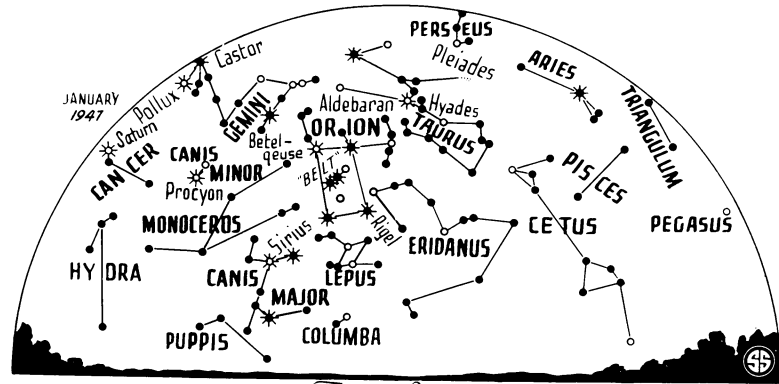 PERSEUS
Pleiades
ARIES
Castor
Pollux
JANUARY
1947
Saturn
GEMINI
Aldebaran
Hyades
TAURUS
TRIANGULUM
ORION
Betel-
geuse
CANCER
CANIS
MINOR
Procyon
"BELT"
PISCES
MONOCEROS
Sirius
Rigel
ERIDANUS
CETUS
PEGASUS
HYDRA
CANIS
MAJOR
LEPUS
PUPPIS
COLUMBA
SS